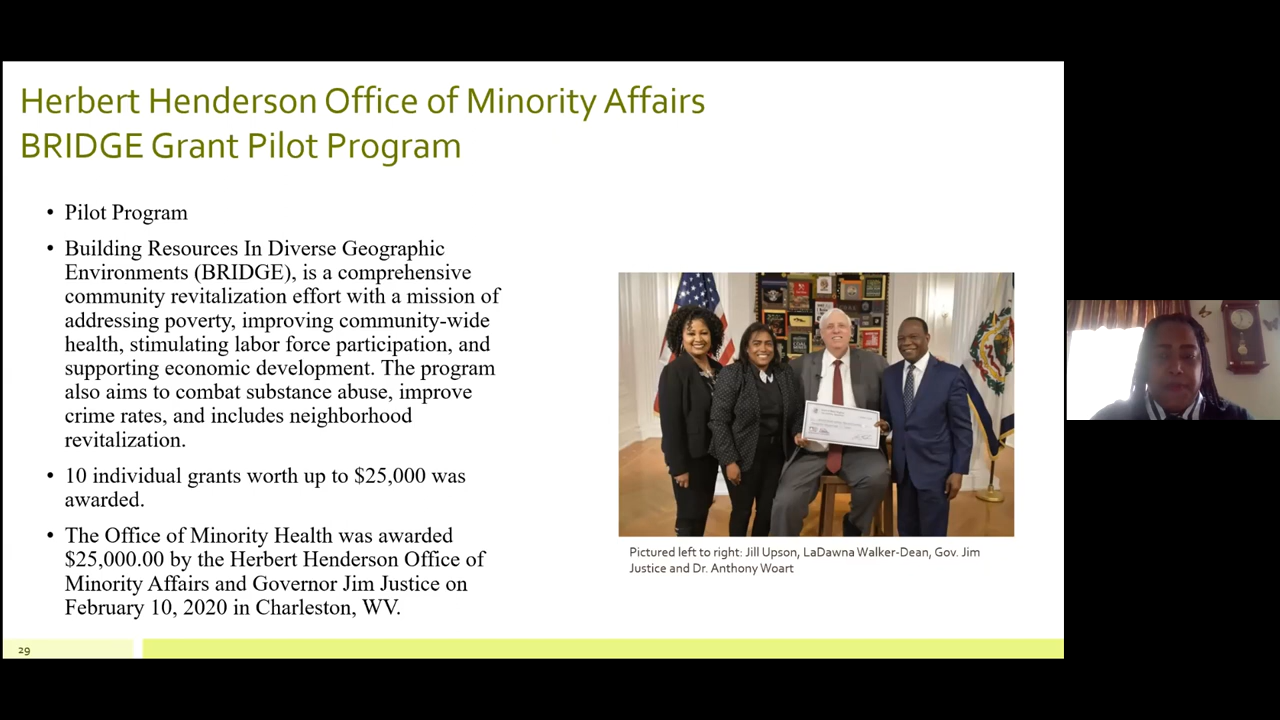 Herbert Henderson Office of Minority Affairs
BRIDGE Grant Pilot Program
• Pilot Program
• Building Resources In Diverse Geographic
Environments (BRIDGE), is a comprehensive
community revitalization effort with a mission of
addressing poverty, improving community-wide
health, stimulating labor force participation, and
supporting economic development. The program
also aims to combat substance abuse, improve
crime rates, and includes neighborhood
revitalization.
• 10 individual grants worth up to $25,000 was
awarded.
• The Office of Minority Health was awarded
$25,000.00 by the Herbert Henderson Office of
Minority Affairs and Governor Jim Justice on
February 10, 2020 in Charleston, WV.
Pictured left to right: Jill Upson, LaDawna Walker-Dean, Gov. Jim
Justice and Dr. Anthony Woart
29